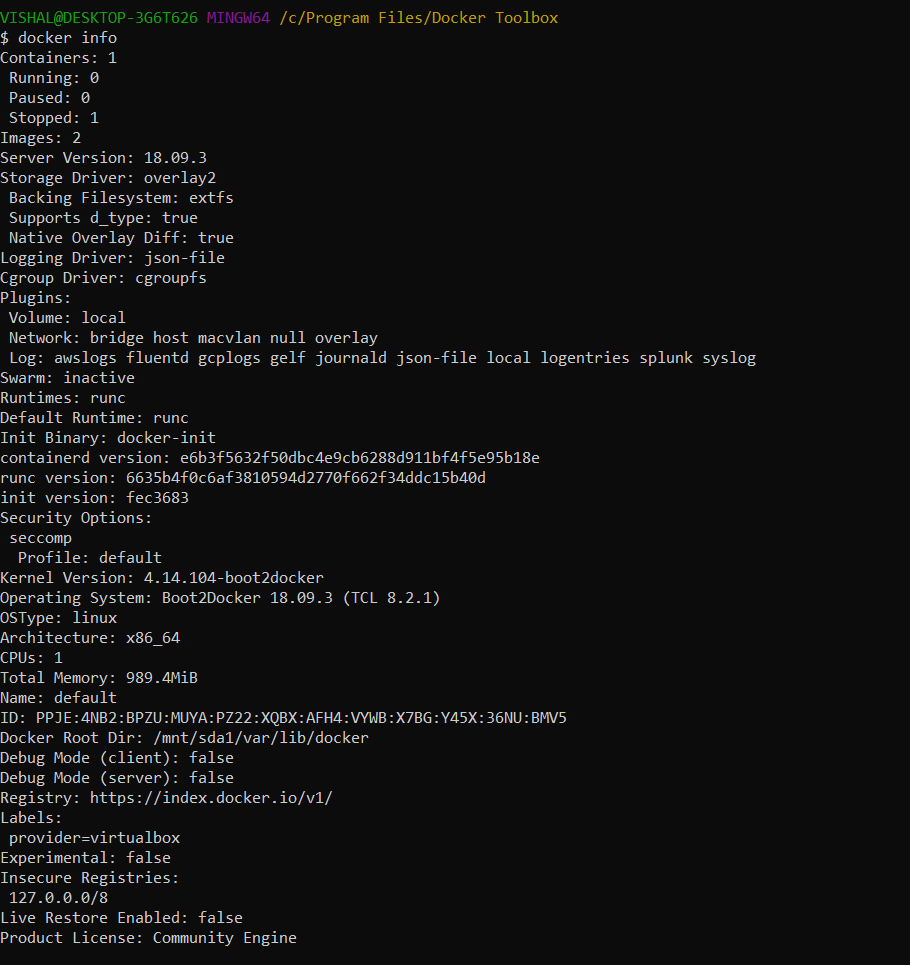 VISHAL@DESKTOP-3G6T626 MINGW64 /c/Program Files/Docker Toolbox
$ docker info
Containers: 1
 Running: 0
 Paused: 0
 Stopped: 1
Images: 2
Server Version: 18.09.3
Storage Driver: overlay2
 Backing Filesystem: extfs
 Supports d_type: true
 Native Overlay Diff: true
Logging Driver: json-file
Cgroup Driver: cgroupfs
Plugins:
 Volume: local
 Network: bridge host macvlan null overlay
 Log: awslogs fluentd gcplogs gelf journald json-file local logentries splunk syslog
Swarm: inactive
Runtimes: runc
Default Runtime: runc
Init Binary: docker-init
containerd version: e6b3f5632f50dbc4e9cb6288d911bf4f5e95b18e
runc version: 6635b4f0c6af3810594d2770f662f34ddc15b40d
init version: fec3683
Security Options:
 seccomp
  Profile: default
Kernel Version: 4.14.104-boot2docker
Operating System: Boot2Docker 18.09.3 (TCL 8.2.1)
OSType: linux
Architecture: x86_64
CPUs: 1
Total Memory: 989.4MiB
Name: default
ID: PPJE:4NB2:BPZU:MUYA:PZ22:XQBX:AFH4:VYWB:X7BG:Y45X:36NU:BMV5
Docker Root Dir: /mnt/sda1/var/lib/docker
Debug Mode (client): false
Debug Mode (server): false
Registry: https://index.docker.io/v1/
Labels:
 provider=virtualbox
Experimental: false
Insecure Registries:
 127.0.0.0/8
Live Restore Enabled: false
Product License: Community Engine